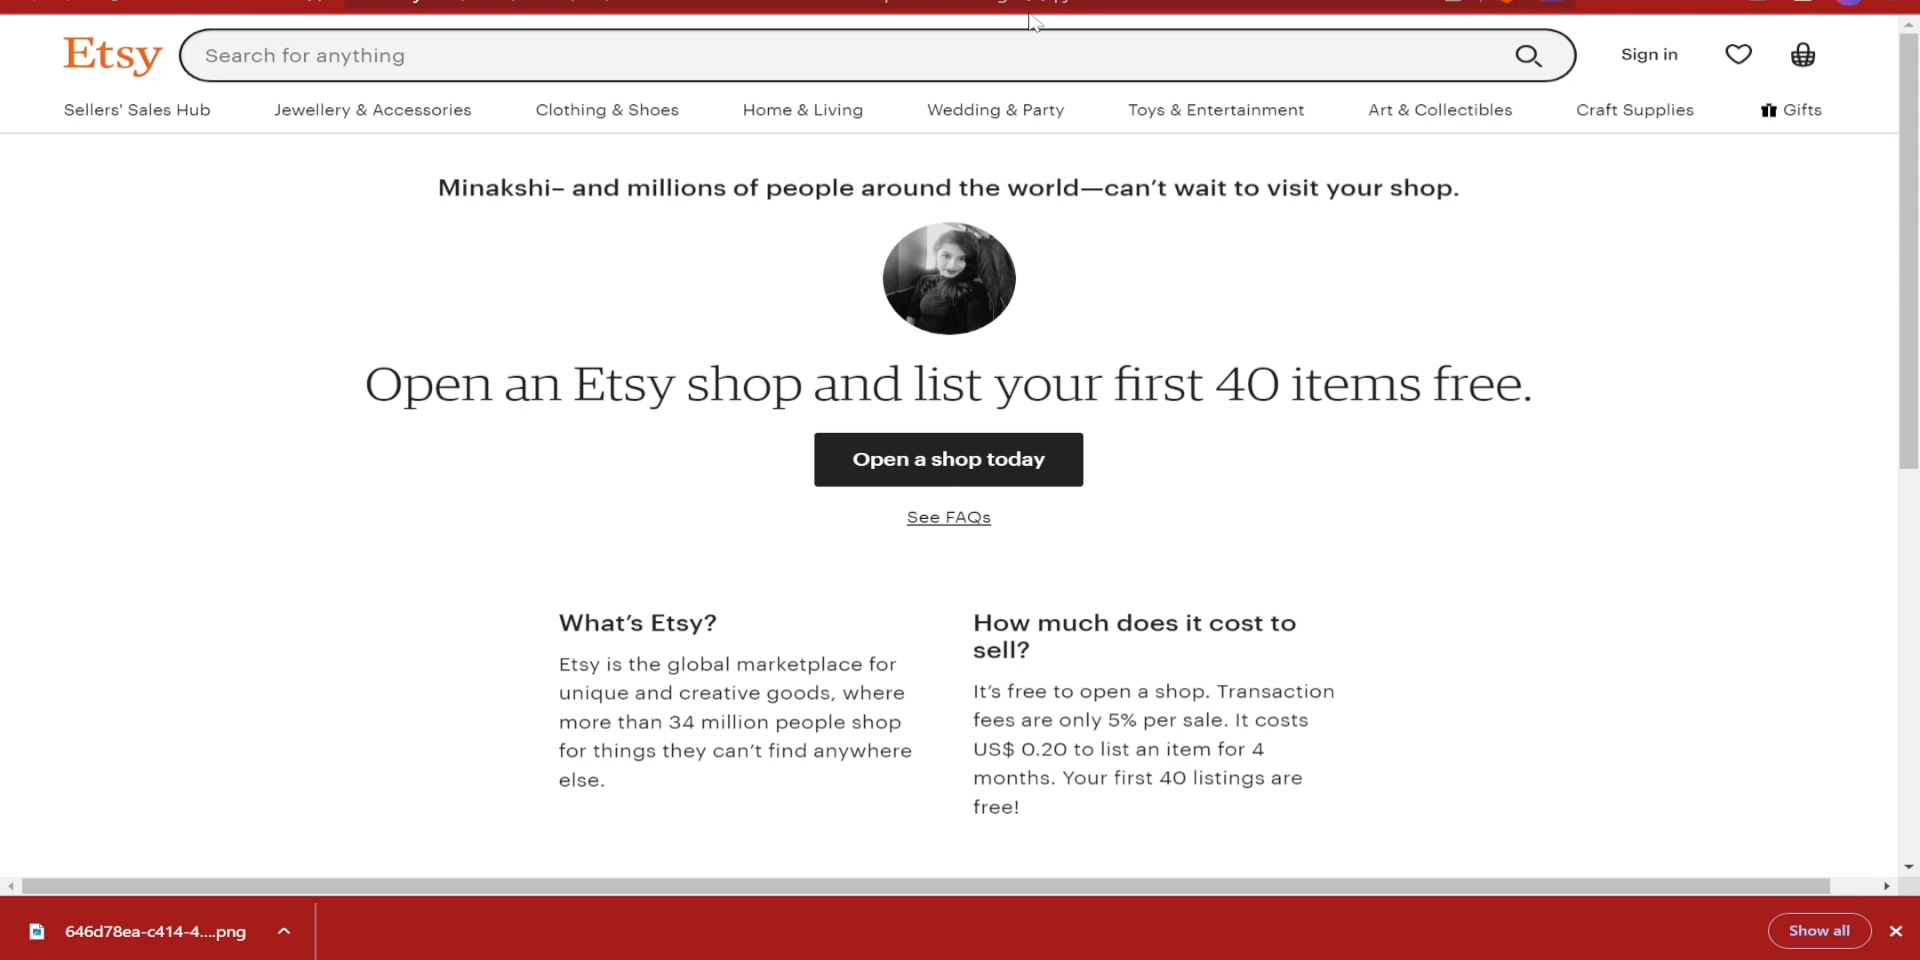 Etsy
Search for anything
Sign in
Sellers' Sales Hub
Jewellery & Accessories
Clothing & Shoes
Home & Living
Wedding & Party
Toys & Entertainment
Art & Collectibles
Craft Supplies
Gifts
Minakshi– and millions of people around the world—can't wait to visit your shop.
Open an Etsy shop and list your first 40 items free.
Open a shop today
See FAQs
What's Etsy?
Etsy is the global marketplace for
unique and creative goods, where
more than 34 million people shop
for things they can't find anywhere
else.
How much does it cost to
sell?
It's free to open a shop. Transaction
fees are only 5% per sale. It costs
US$ 0.20 to list an item for 4
months. Your first 40 listings are
free!
646d78ea-c414-4....png
Show all